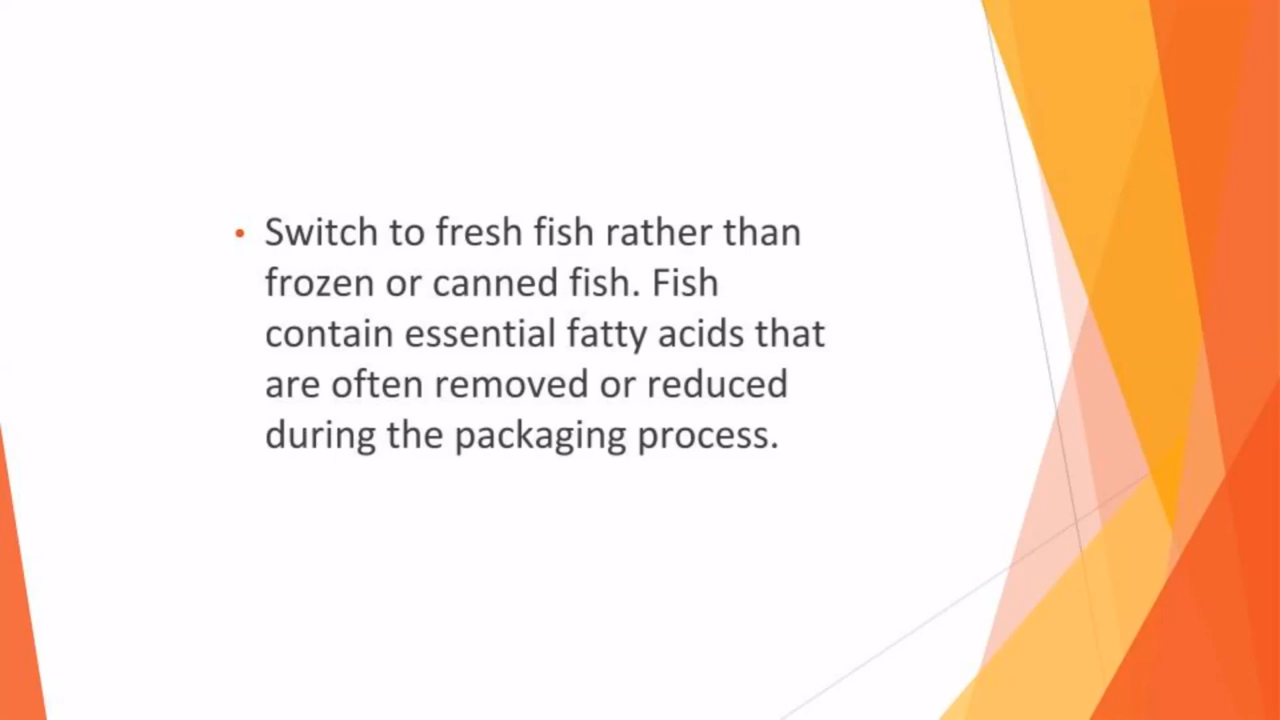 • Switch to fresh fish rather than
frozen or canned fish. Fish
contain essential fatty acids that
are often removed or reduced
during the packaging process.